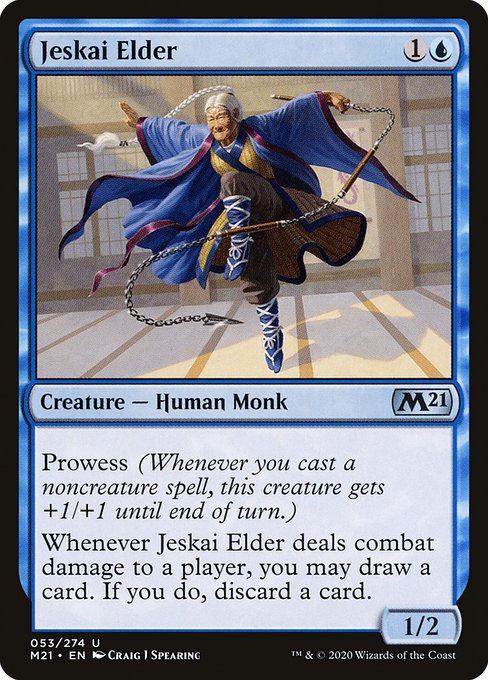 Jeskai Elder 1
Creature — Human Monk M21
Prowess (Whenever you cast a
noncreature spell, this creature gets
+1/+1 until end of turn.)
Whenever Jeskai Elder deals combat
damage to a player, you may draw a
card. If you do, discard a card.
1/2
053/274 U
M21 • EN Craig J Spearing ™ & © 2020 Wizards of the Coast